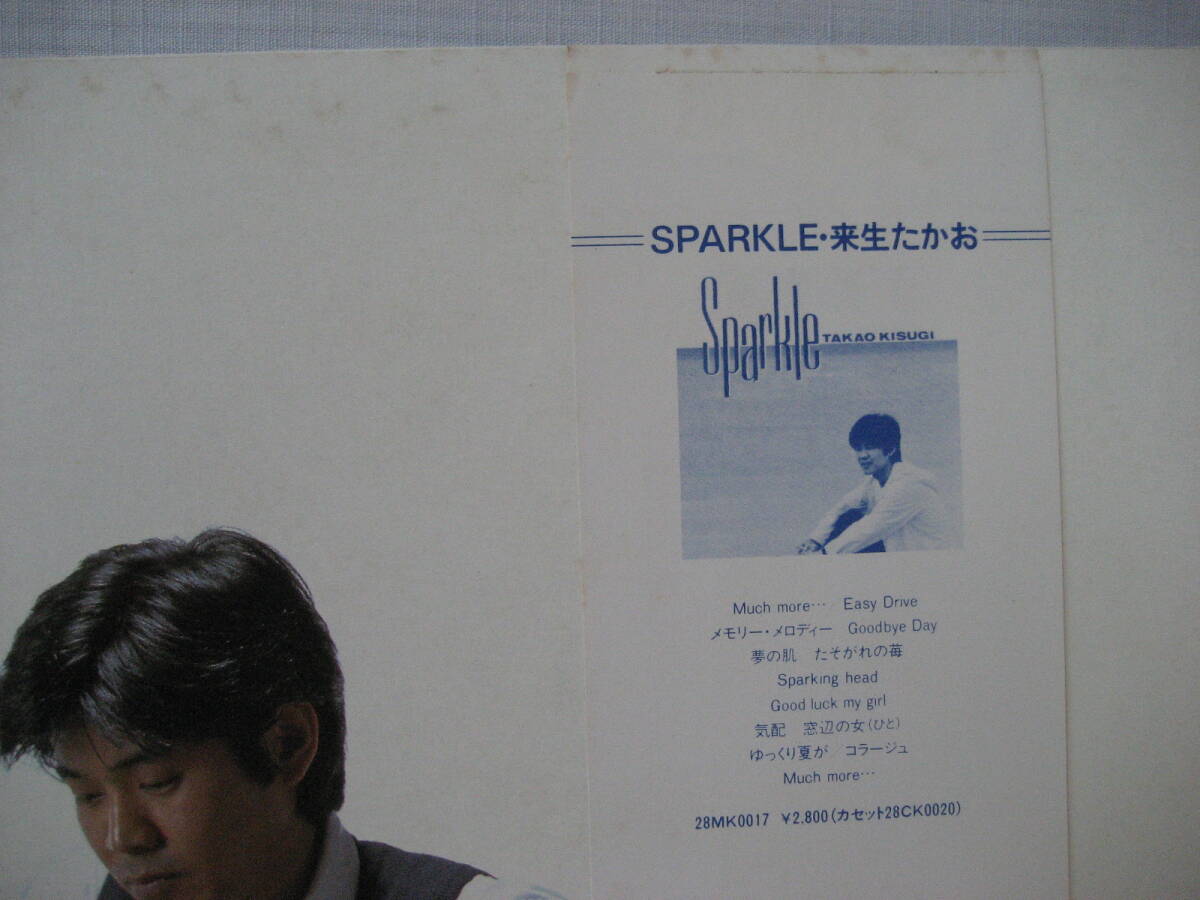 SPARKLE・来生たかお
Sparkle
TAKAO KISUGI
Much more… Easy Drive
メモリー・メロディー Goodbye Day
夢の肌 たそがれの苺
Sparking head
Good luck my girl
気配 窓辺の女(ひと)
ゆっくり夏が コラージュ
Much more…
28MK0017 ¥2,800(カセット28CK0020)